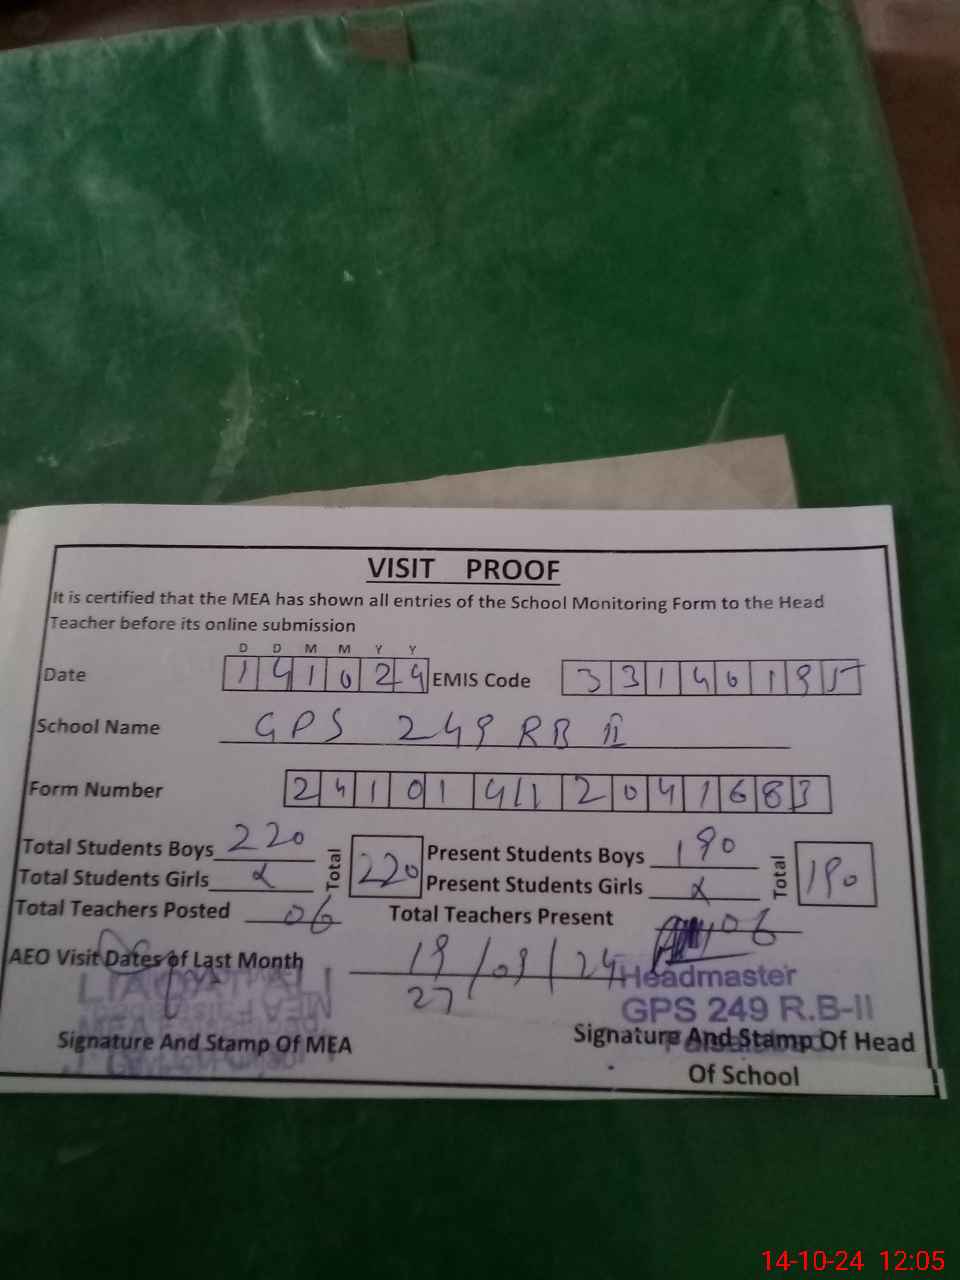 VISIT PROOF
It is certified that the MEA has shown all entries of the School Monitoring Form to the Head
Teacher before its online submission
D D M M Y Y
Date 1 4 1 0 2 4 EMIS Code 3 3 1 4 0 1 9 5
School Name GPS 249 RB II
Form Number 2 4 1 0 1 4 1 2 0 4 1 6 8 3
Total Students Boys 220 Total 220 Present Students Boys 190 Total 190
Total Students Girls Present Students Girls
Total Teachers Posted 06 Total Teachers Present 06
AEO Visit Dates of Last Month 19/09/24
27
Headmaster
GPS 249 R.B-II
Signature And Stamp Of MEA Signature And Stamp Of Head
Of School
14-10-24 12:05